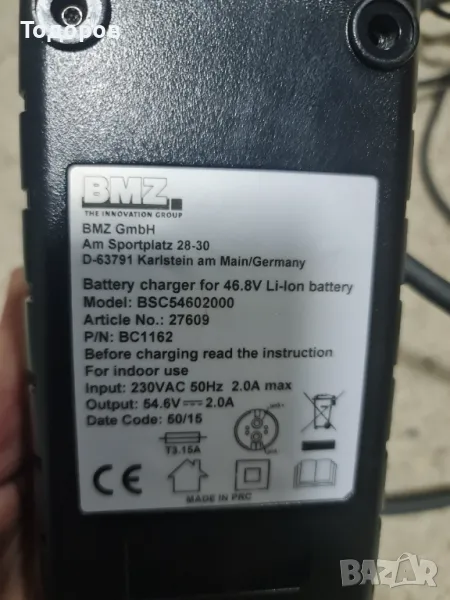 Тодоров
BMZ.
THE INNOVATION GROUP
BMZ GmbH
Am Sportplatz 28-30
D-63791 Karlstein am Main/Germany
Battery charger for 46.8V Li-Ion battery
Model: BSC54602000
Article No.: 27609
P/N: BC1162
Before charging read the instruction
For indoor use
Input: 230VAC 50Hz 2.0A max
Output: 54.6V⎓2.0A
Date Code: 50/15
T3.15A
CE
MADE IN PRC
BAZAR